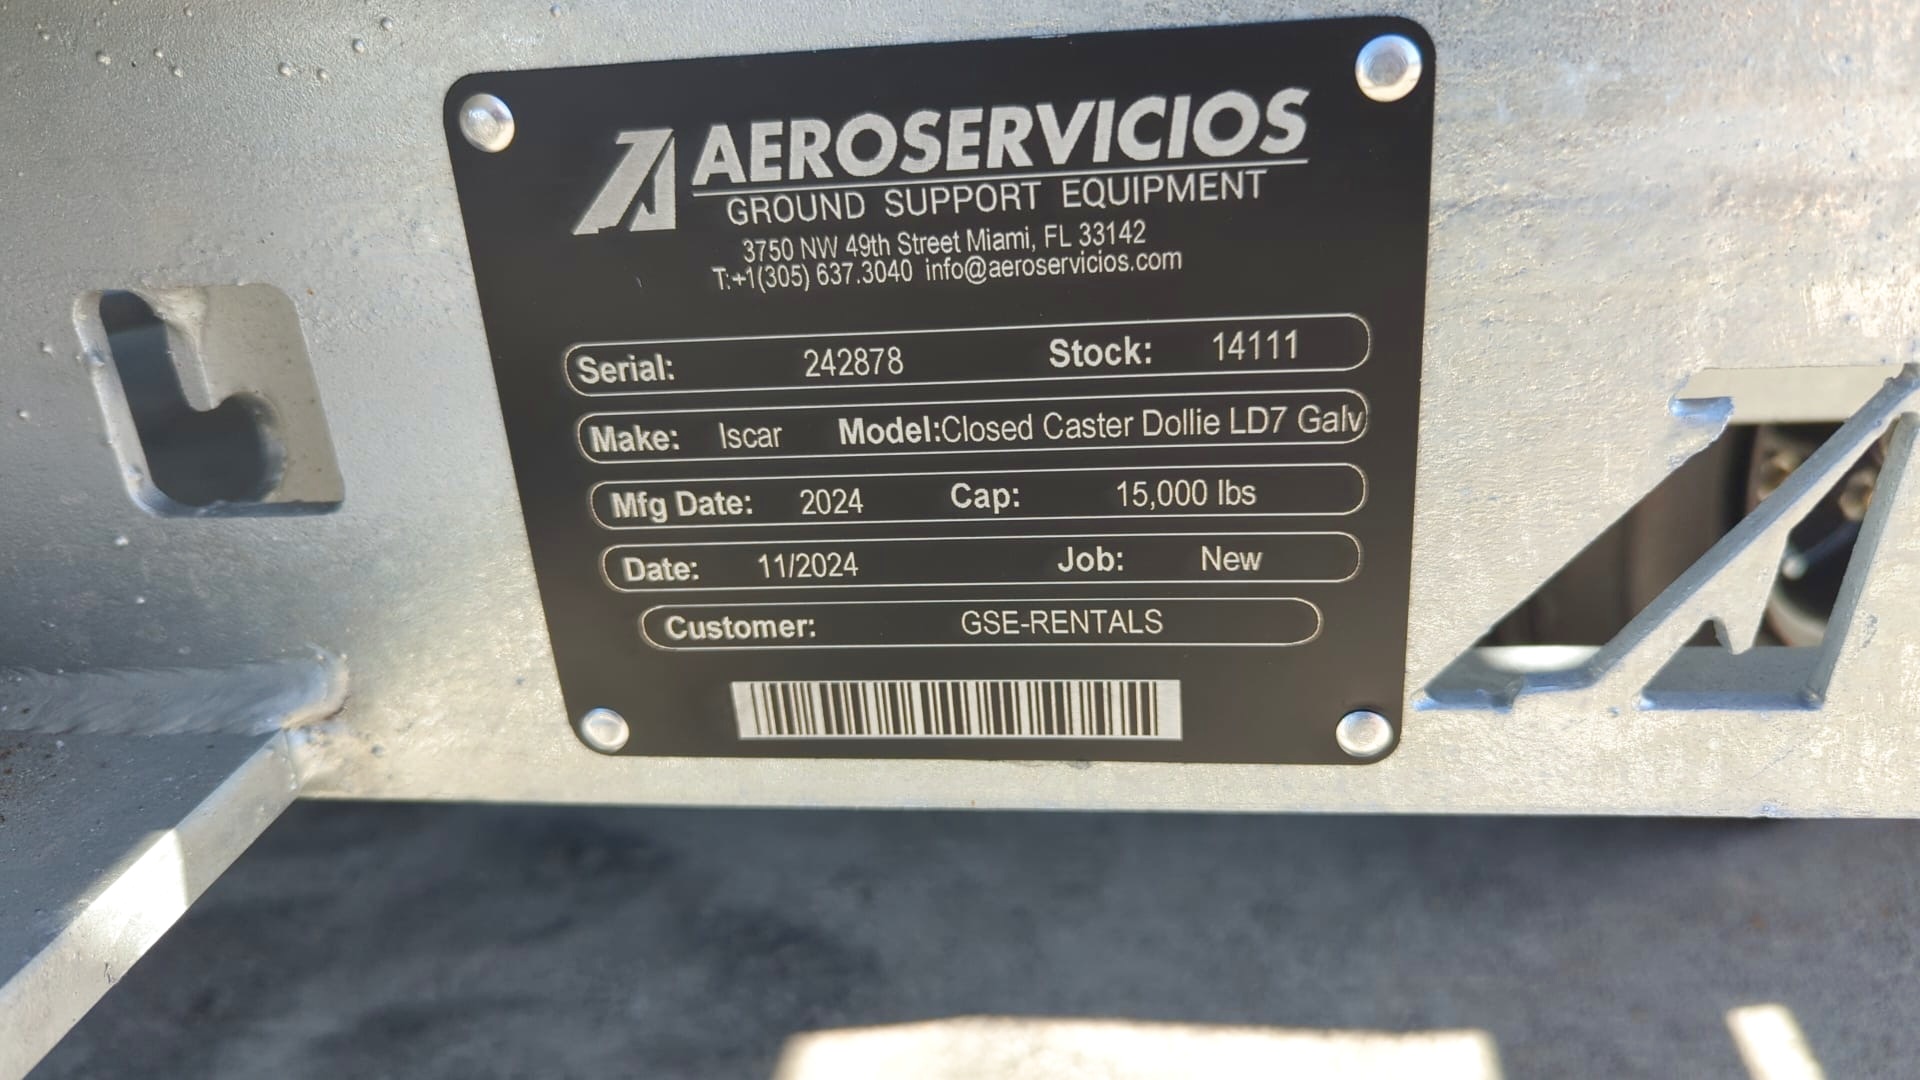 AEROSERVICIOS
GROUND SUPPORT EQUIPMENT
3750 NW 49th Street Miami, FL 33142
T:+1(305) 637.3040 info@aeroservicios.com
Serial: 242878 Stock: 14111
Make: Iscar Model:Closed Caster Dollie LD7 Galv
Mfg Date: 2024 Cap: 15,000 lbs
Date: 11/2024 Job: New
Customer: GSE-RENTALS